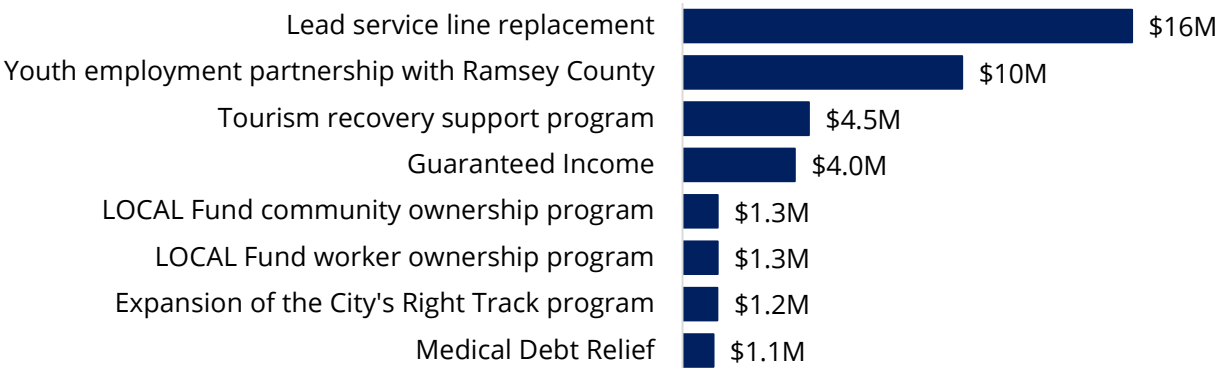 Lead service line replacement $16M
Youth employment partnership with Ramsey County $10M
Tourism recovery support program $4.5M
Guaranteed Income $4.0M
LOCAL Fund community ownership program $1.3M
LOCAL Fund worker ownership program $1.3M
Expansion of the City's Right Track program $1.2M
Medical Debt Relief $1.1M